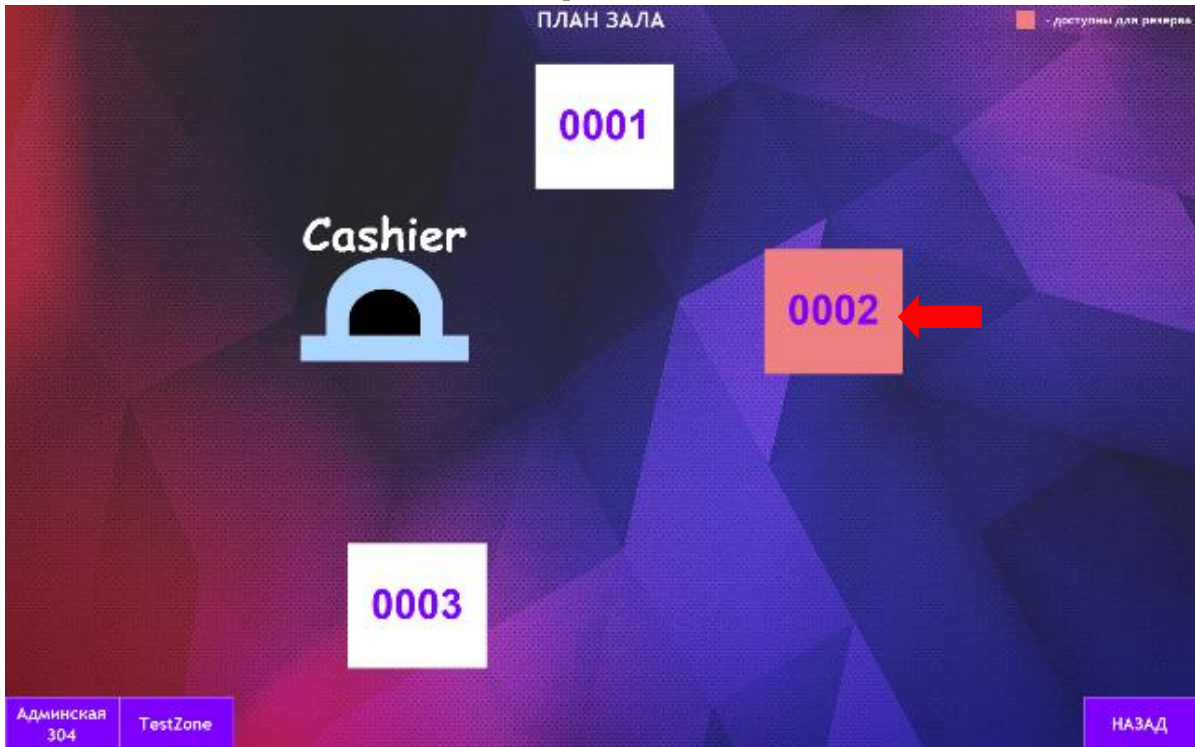 ПЛАН ЗАЛА
- доступны для резерва
0001
Cashier
0002
0003
Админская
304
TestZone
НАЗАД